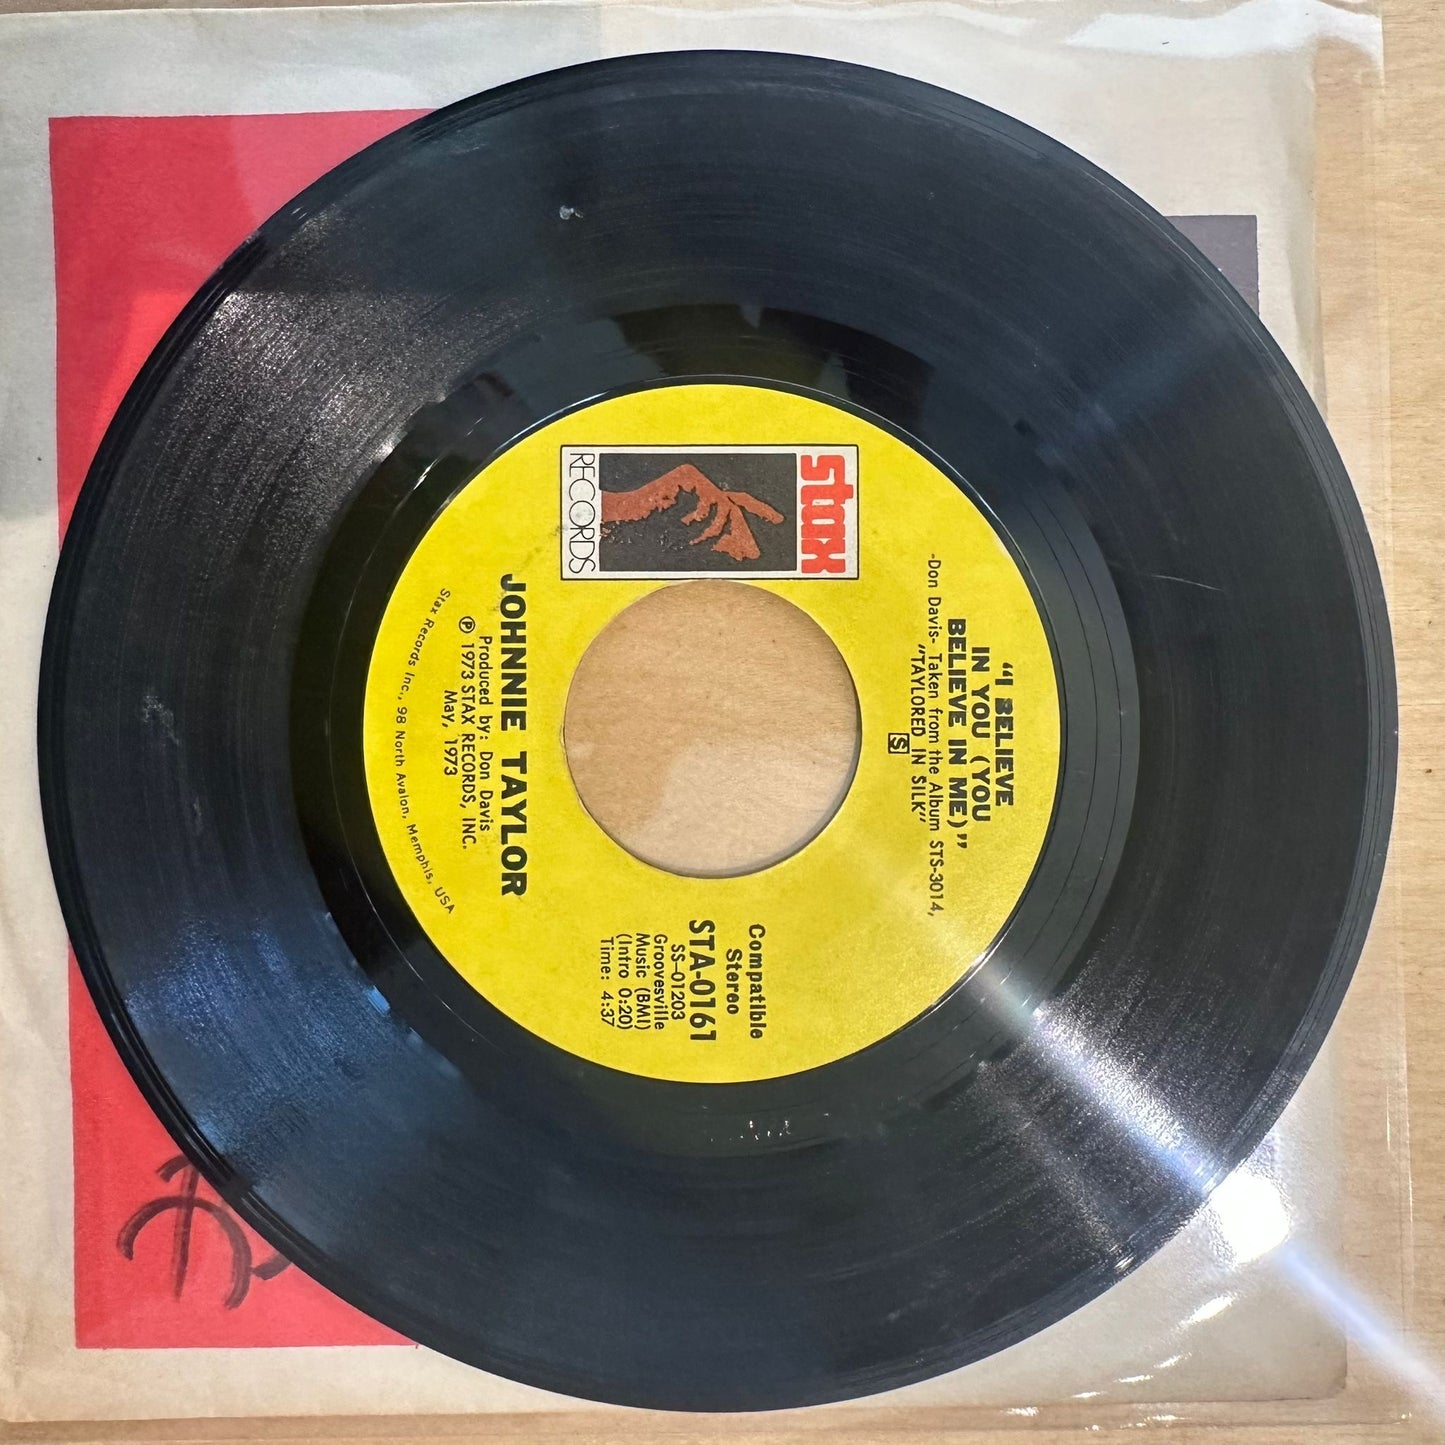 stax
RECORDS
"I BELIEVE
IN YOU (YOU
BELIEVE IN ME)"
-Don Davis- Taken from the Album STS-3014,
"TAYLORED IN SILK"
S
Compatible
Stereo
STA-0161
SS-01203
Groovesville
Music (BMI)
(Intro 0:20)
Time: 4:37
JOHNNIE TAYLOR
Produced by: Don Davis
℗ 1973 STAX RECORDS, INC.
May, 1973
Stax Records Inc., 98 North Avalon, Memphis, USA